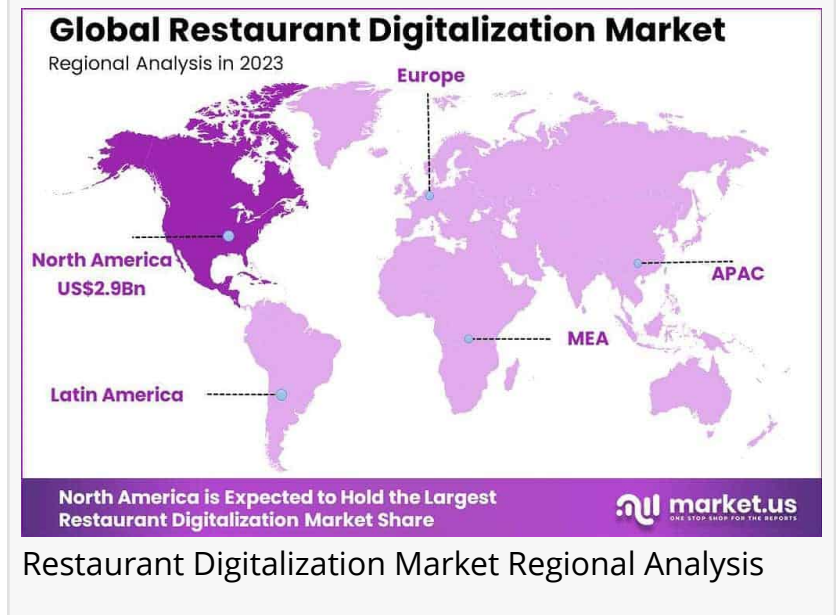 Global Restaurant Digitalization Market
Regional Analysis in 2023
Europe
North America
US$2.9Bn
APAC
MEA
Latin America
North America is Expected to Hold the Largest
Restaurant Digitalization Market Share
market.us
ONE STOP SHOP FOR THE REPORTS
Restaurant Digitalization Market Regional Analysis